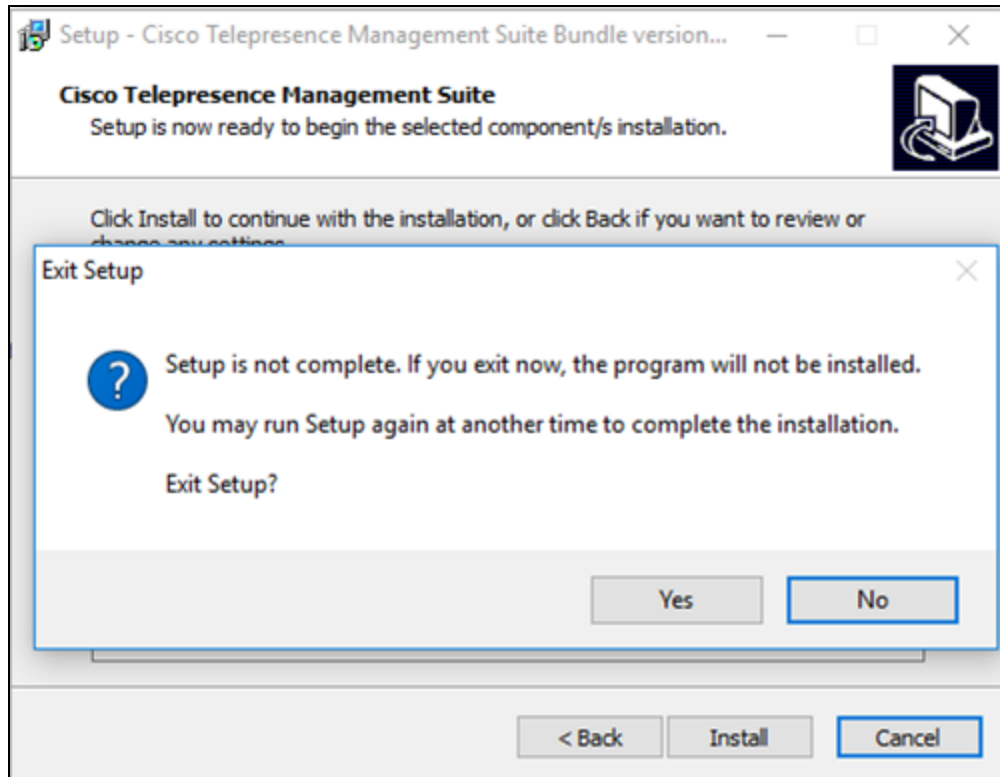 Setup - Cisco Telepresence Management Suite Bundle version...
Cisco Telepresence Management Suite
Setup is now ready to begin the selected component/s installation.
Click Install to continue with the installation, or click Back if you want to review or
change any settings.
Exit Setup
Setup is not complete. If you exit now, the program will not be installed.
You may run Setup again at another time to complete the installation.
Exit Setup?
Yes No
< Back Install Cancel